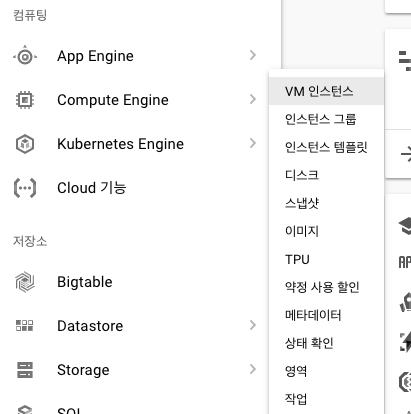 컴퓨팅
App Engine
Compute Engine
Kubernetes Engine
Cloud 기능
저장소
Bigtable
Datastore
Storage
SQL
VM 인스턴스
인스턴스 그룹
인스턴스 템플릿
디스크
스냅샷
이미지
TPU
약정 사용 할인
메타데이터
상태 확인
영역
작업